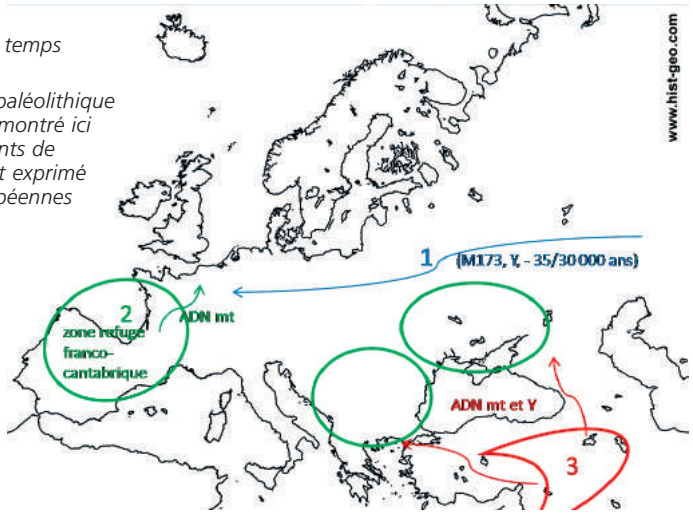 temps
paléolithique
montré ici
nts de
t exprimé
péennes
www.hist-geo.com
1
(M173, Y, - 35/30 000 ans)
2
ADN mt
zone refuge
franco-
cantabrique
ADN mt et Y
3